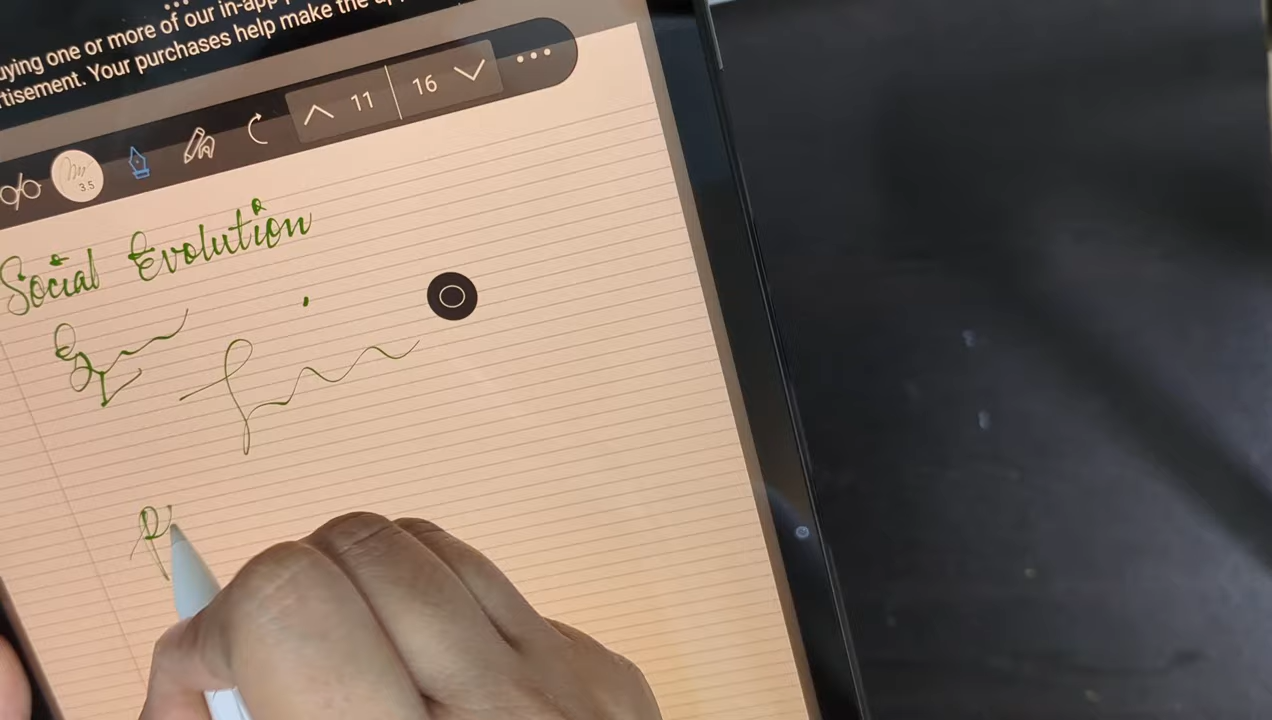 uying one or more of our in-app
rtisement. Your purchases help make the
11 16
3.5
Social Evolution